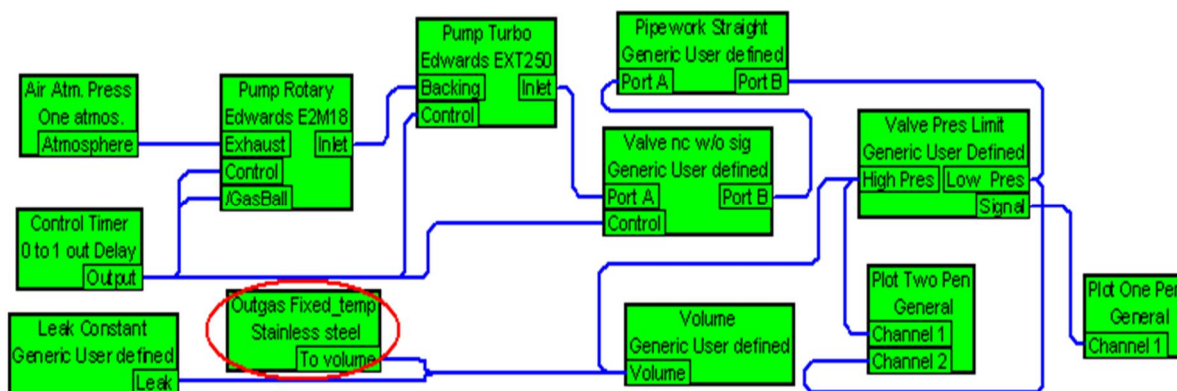 Air Atm. Press
One atmos.
Atmosphere
Pump Rotary
Edwards E2M18
Exhaust Inlet
Control
/GasBall
Pump Turbo
Edwards EXT250
Backing Inlet
Control
Pipework Straight
Generic User defined
Port A Port B
Valve nc w/o sig
Generic User defined
Port A Port B
Control
Valve Pres Limit
Generic User Defined
High Pres Low Pres
Signal
Control Timer
0 to 1 out Delay
Output
Outgas Fixed_temp
Stainless steel
To volume
Leak Constant
Generic User defined
Leak
Volume
Generic User defined
Volume
Plot Two Pen
General
Channel 1
Channel 2
Plot One Pen
General
Channel 1